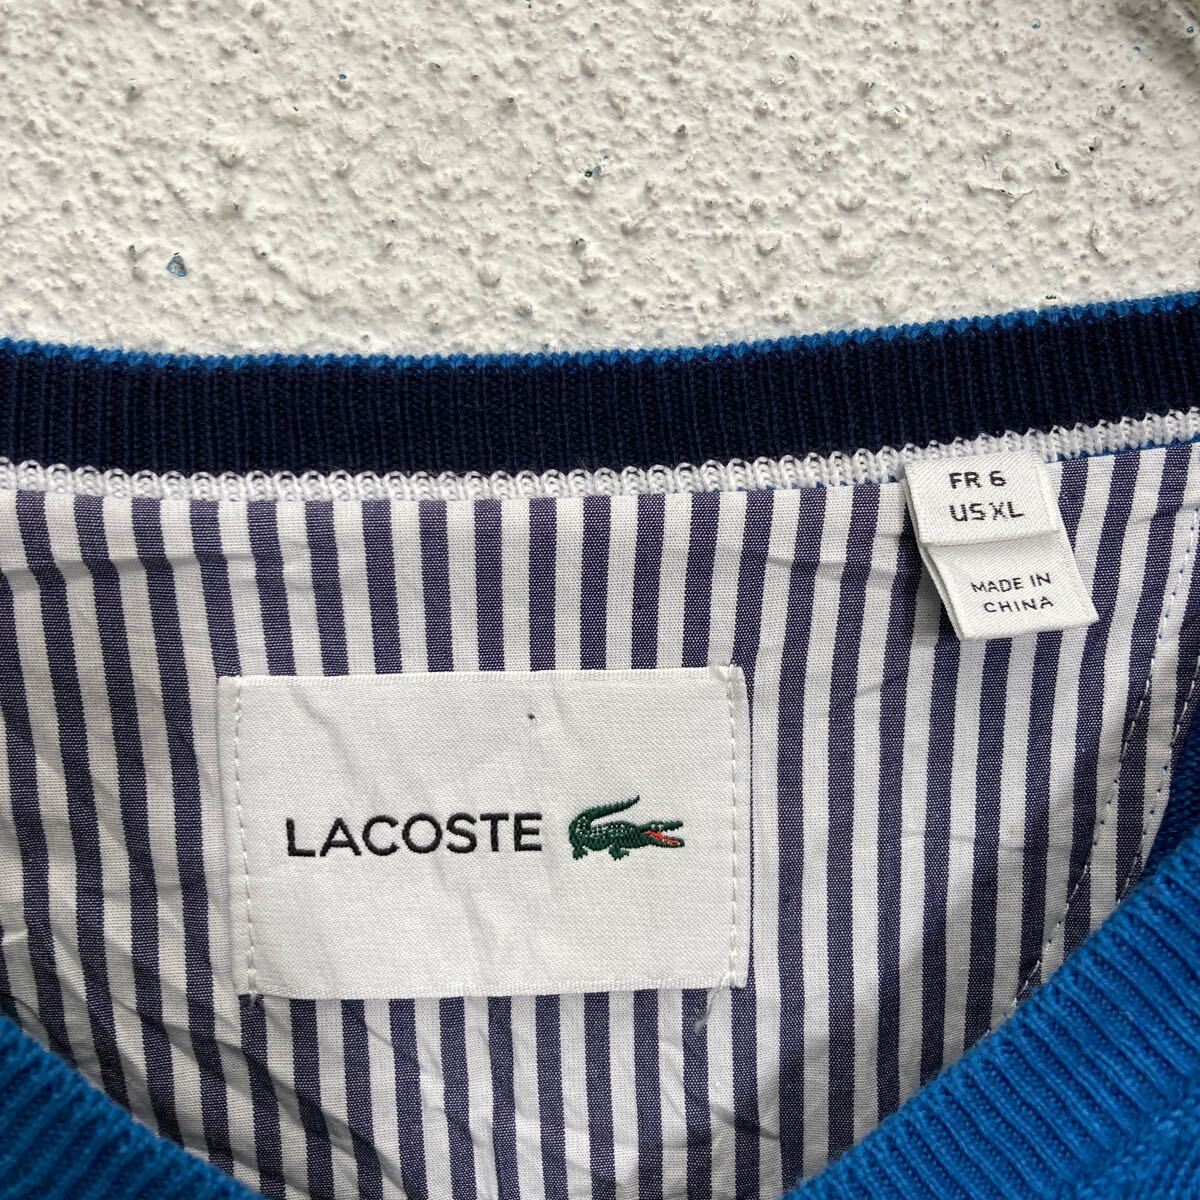 FR 6
US XL
MADE IN
CHINA
LACOSTE